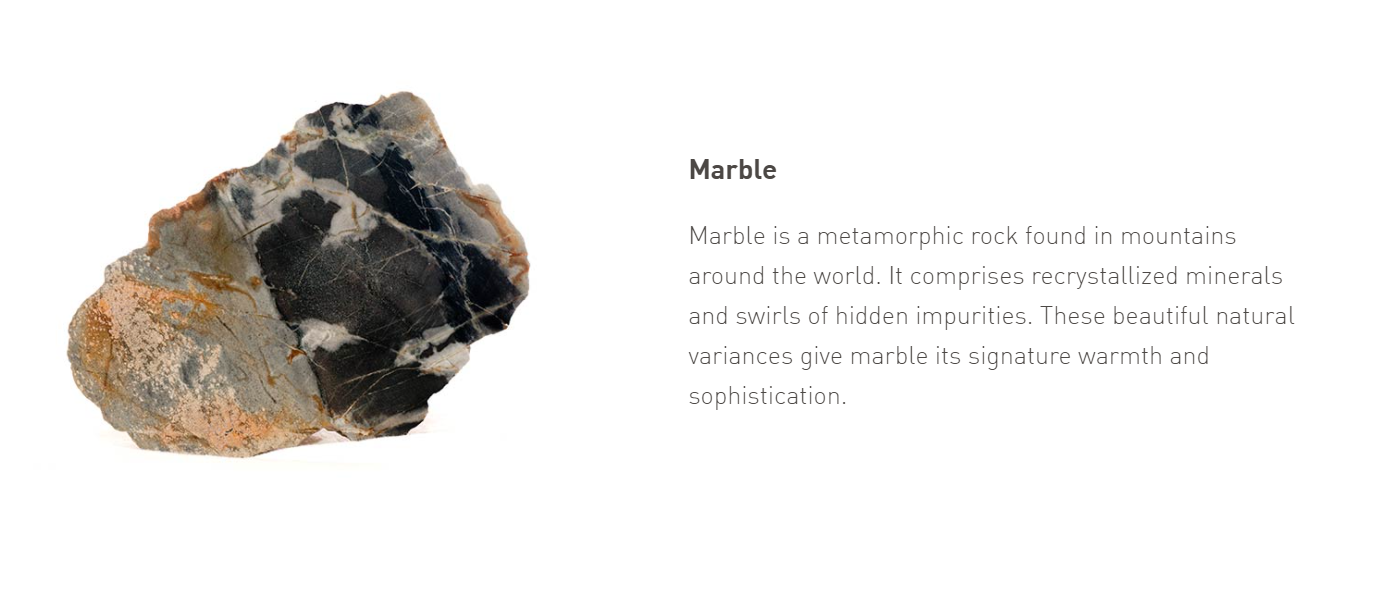 Marble
Marble is a metamorphic rock found in mountains
around the world. It comprises recrystallized minerals
and swirls of hidden impurities. These beautiful natural
variances give marble its signature warmth and
sophistication.